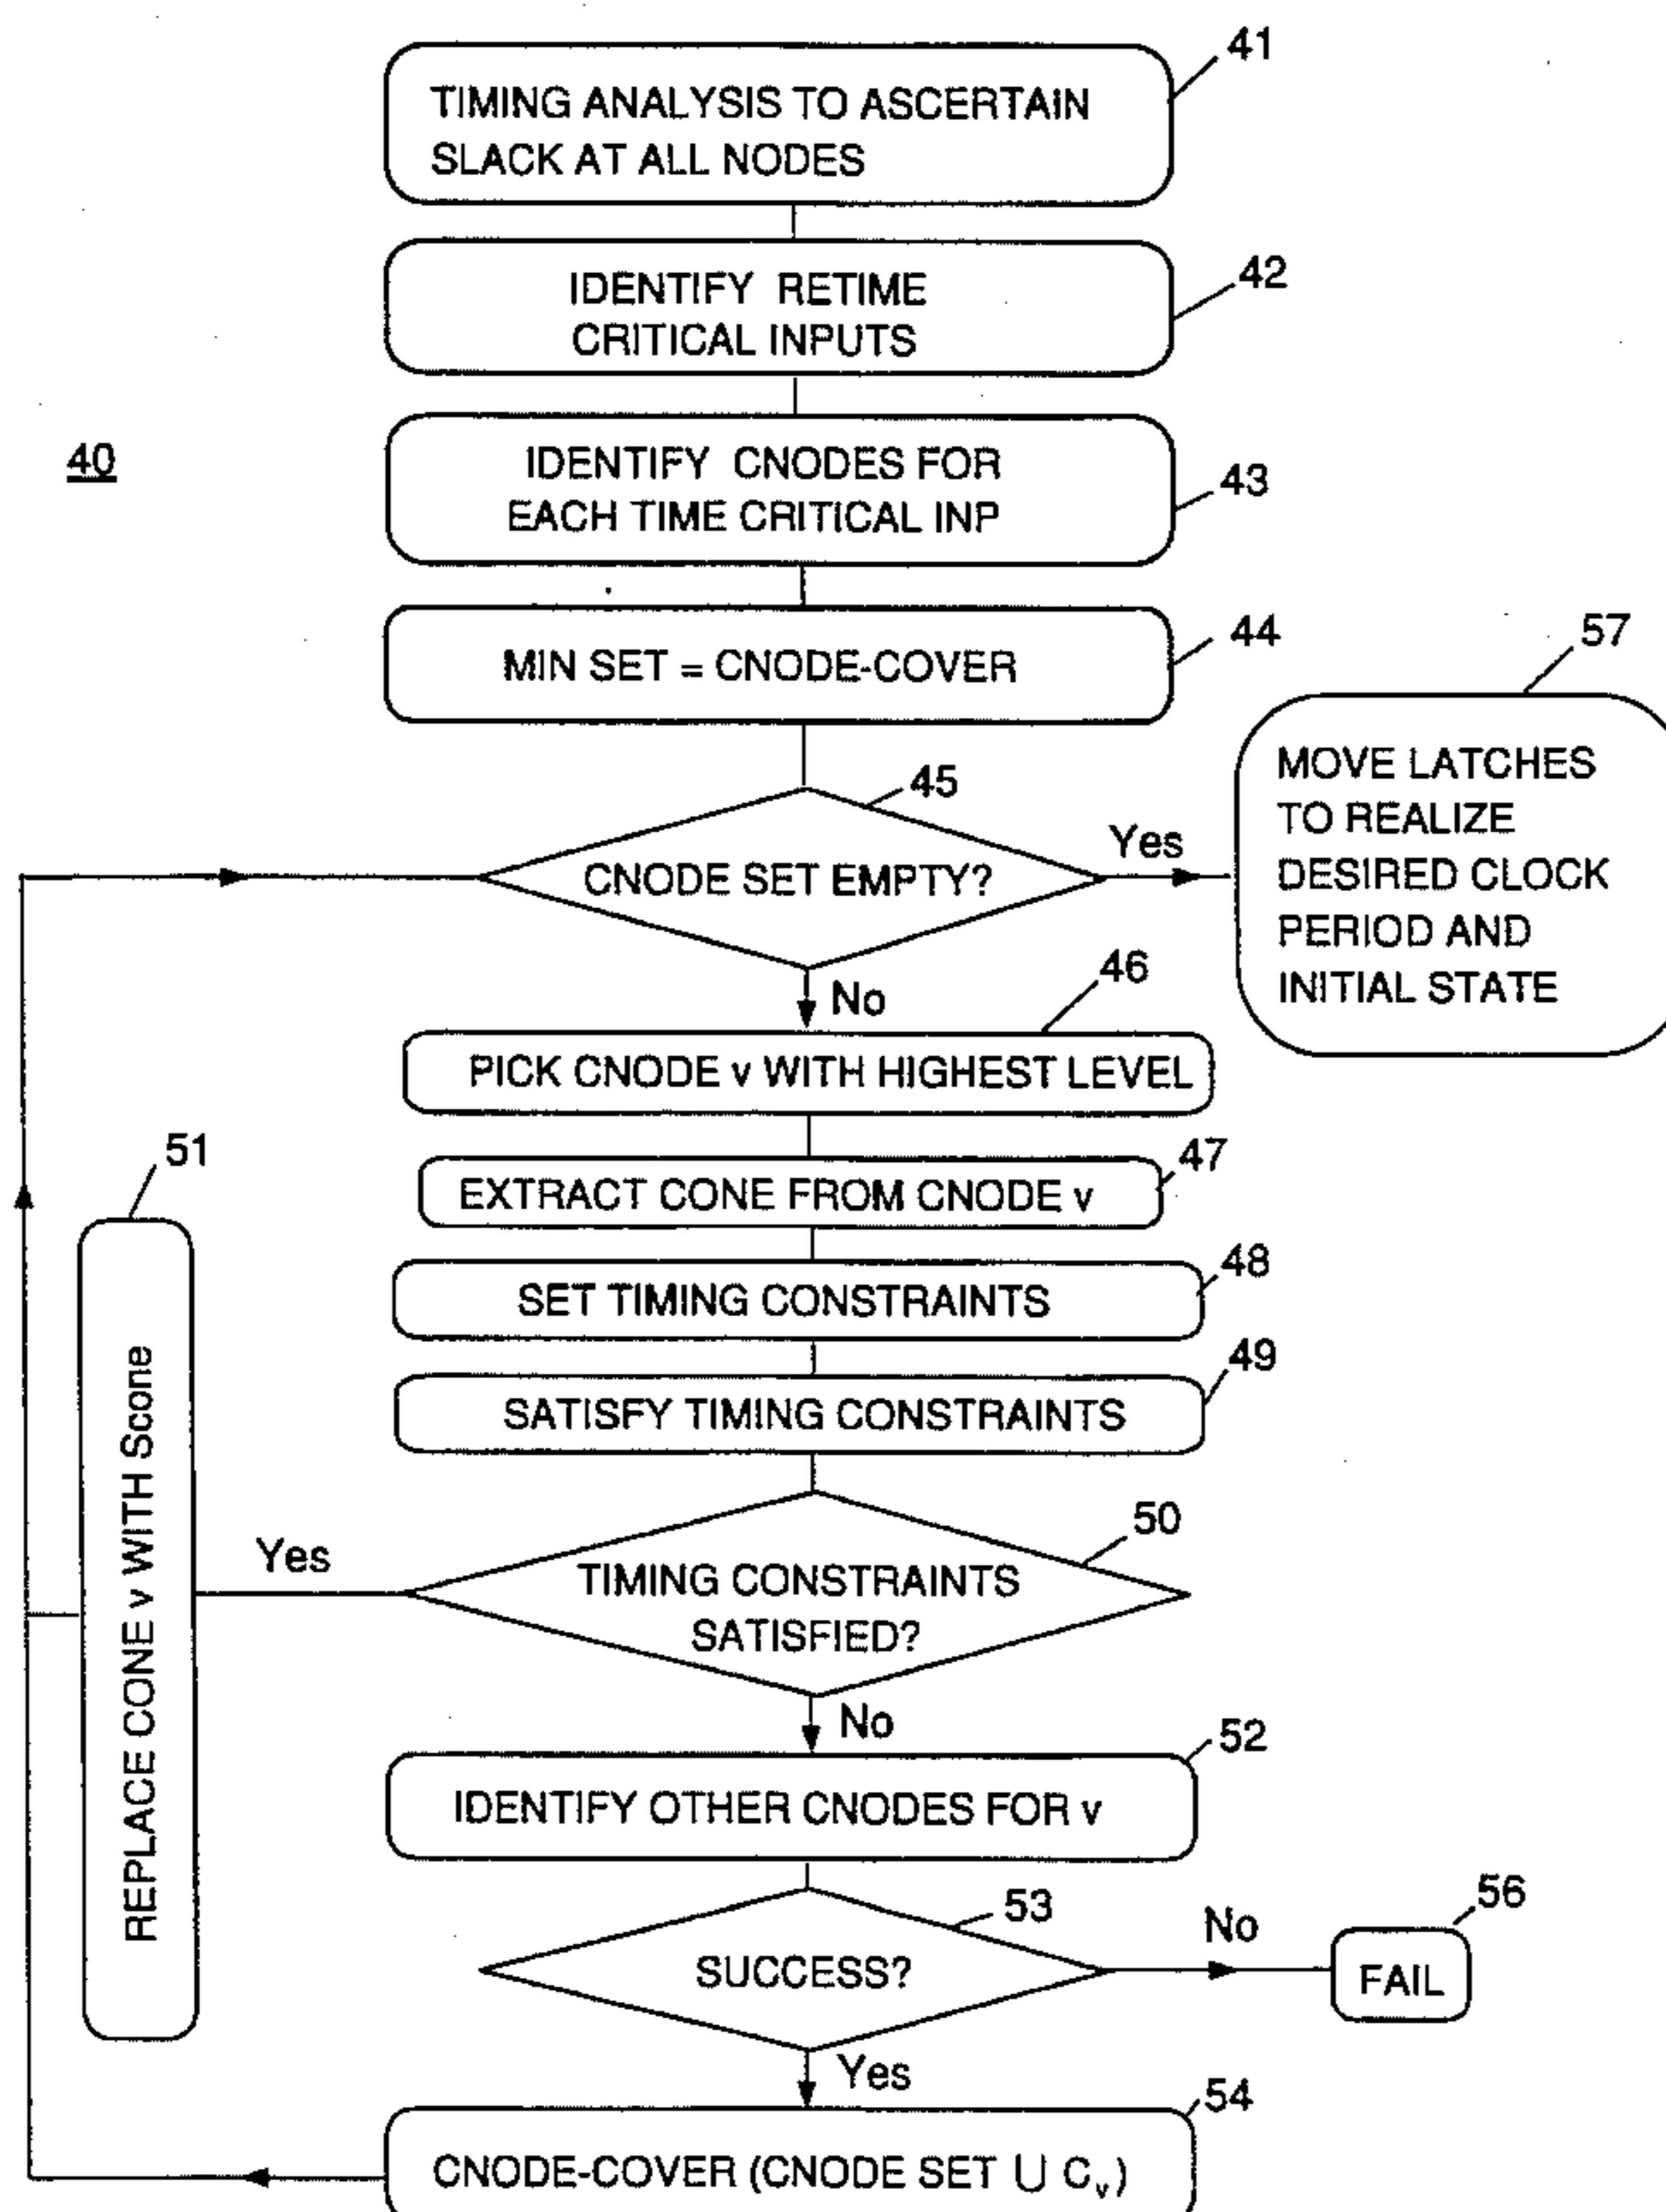 41
TIMING ANALYSIS TO ASCERTAIN
SLACK AT ALL NODES
42
IDENTIFY RETIME
CRITICAL INPUTS
40
43
IDENTIFY CNODES FOR
EACH TIME CRITICAL INP
44
MIN SET = CNODE-COVER
57
MOVE LATCHES
TO REALIZE
DESIRED CLOCK
PERIOD AND
INITIAL STATE
45
CNODE SET EMPTY?
Yes
No
46
PICK CNODE v WITH HIGHEST LEVEL
47
EXTRACT CONE FROM CNODE v
48
SET TIMING CONSTRAINTS
49
SATISFY TIMING CONSTRAINTS
50
TIMING CONSTRAINTS
SATISFIED?
Yes
51
REPLACE CONE v WITH Scone
No
52
IDENTIFY OTHER CNODES FOR v
53
SUCCESS?
No
56
FAIL
Yes
54
CNODE-COVER (CNODE SET ∪ Cᵥ)